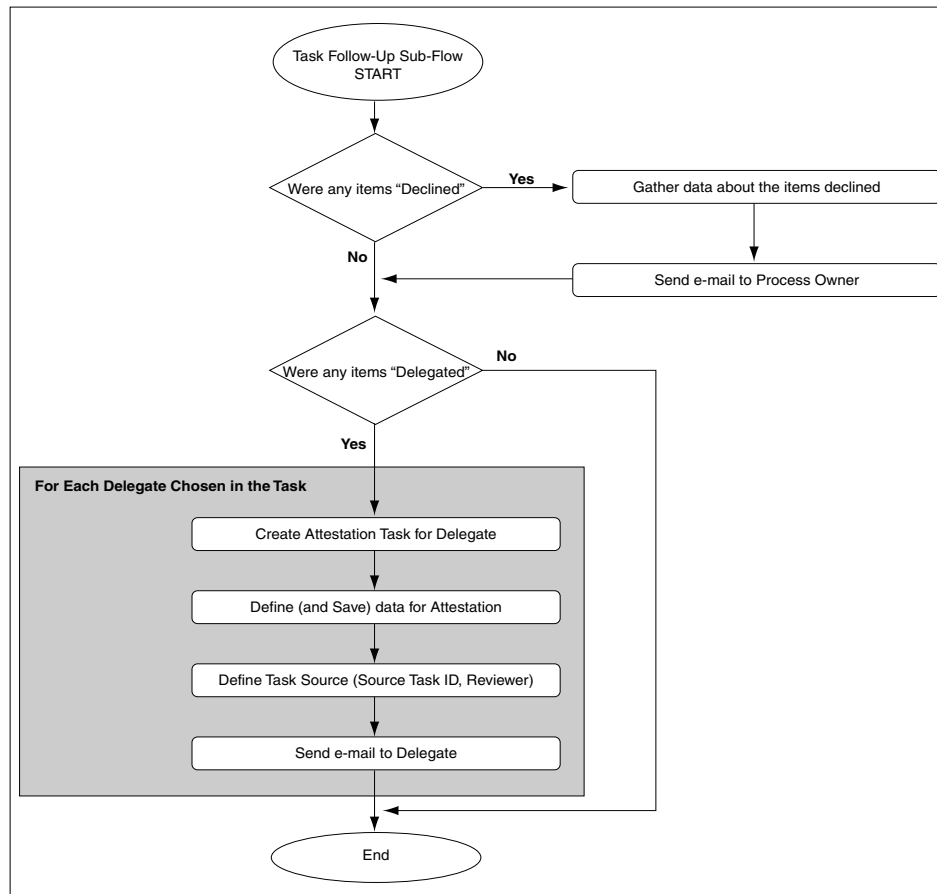 Task Follow-Up Sub-Flow
START
Were any items “Declined”
Yes
Gather data about the items declined
No
Send e-mail to Process Owner
Were any items “Delegated”
No
Yes
For Each Delegate Chosen in the Task
Create Attestation Task for Delegate
Define (and Save) data for Attestation
Define Task Source (Source Task ID, Reviewer)
Send e-mail to Delegate
End